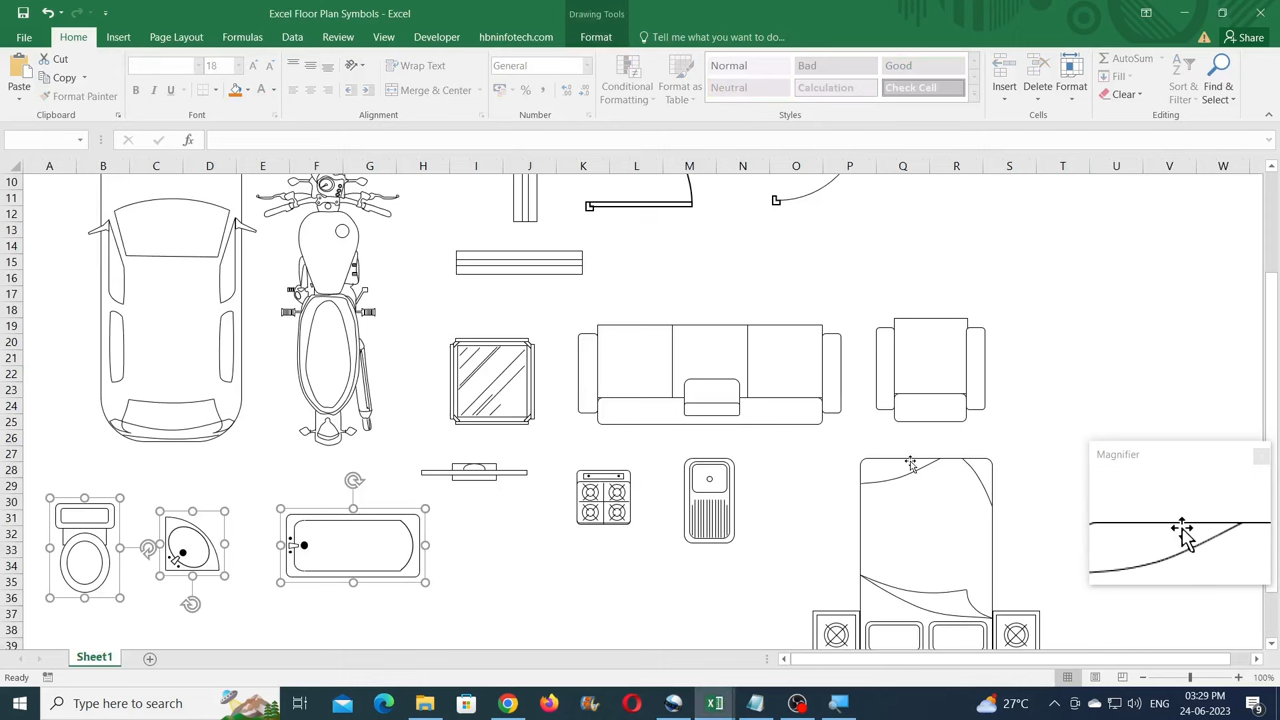 Excel Floor Plan Symbols - Excel
Drawing Tools
File Home Insert Page Layout Formulas Data Review View Developer hbninfotech.com Format Tell me what you want to do... Share
Paste
Cut
Copy
Format Painter
Clipboard
18
B I U
Font
Wrap Text
Merge & Center
Alignment
General
%
Number
Conditional Formatting
Format as Table
Normal Bad Good
Neutral Calculation Check Cell
Styles
Insert Delete Format
Cells
AutoSum
Fill
Clear
Sort & Filter
Find & Select
Editing
fx
A B C D E F G H I J K L M N O P Q R S T U V W
10
11
12
13
14
15
16
17
18
19
20
21
22
23
24
25
26
27
28
29
30
31
32
33
34
35
36
37
38
39
Magnifier
Sheet1
Ready
100%
Type here to search
27°C
ENG
03:29 PM
24-06-2023
9